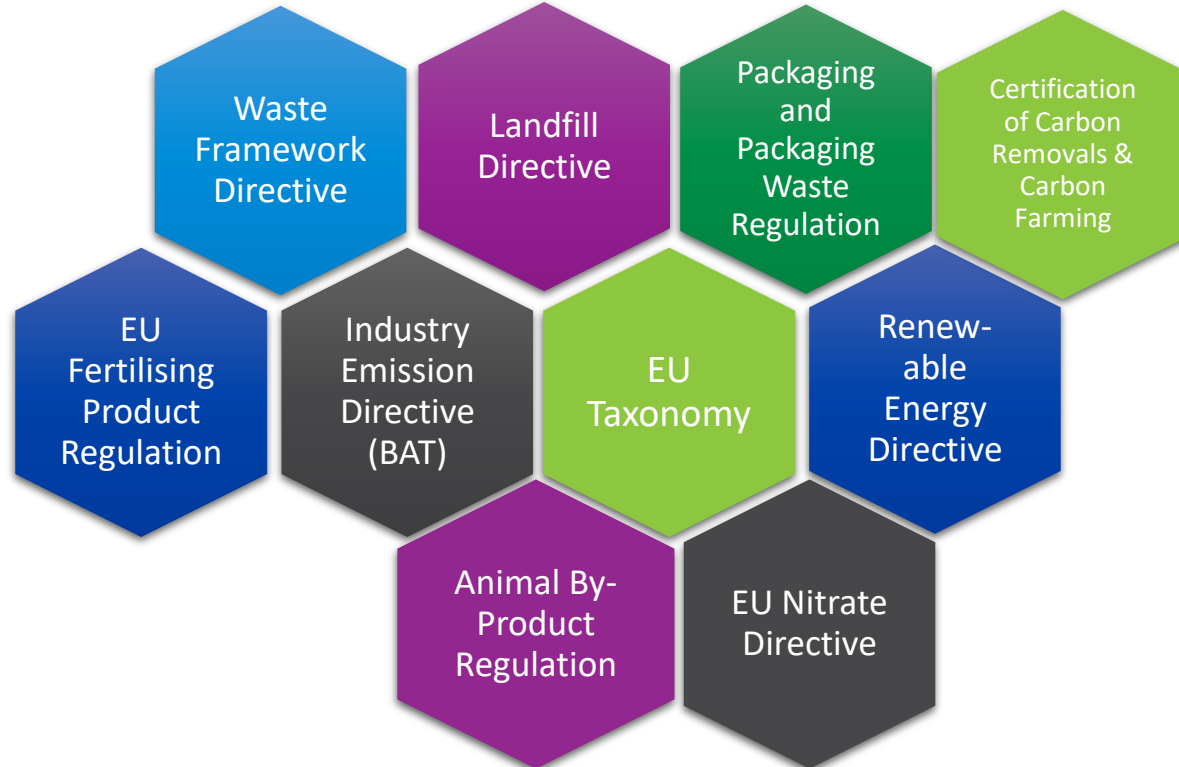 Waste
Framework
Directive
Landfill
Directive
Packaging
and
Packaging
Waste
Regulation
Certification
of Carbon
Removals &
Carbon
Farming
EU
Fertilising
Product
Regulation
Industry
Emission
Directive
(BAT)
EU
Taxonomy
Renew-
able
Energy
Directive
Animal By-
Product
Regulation
EU Nitrate
Directive